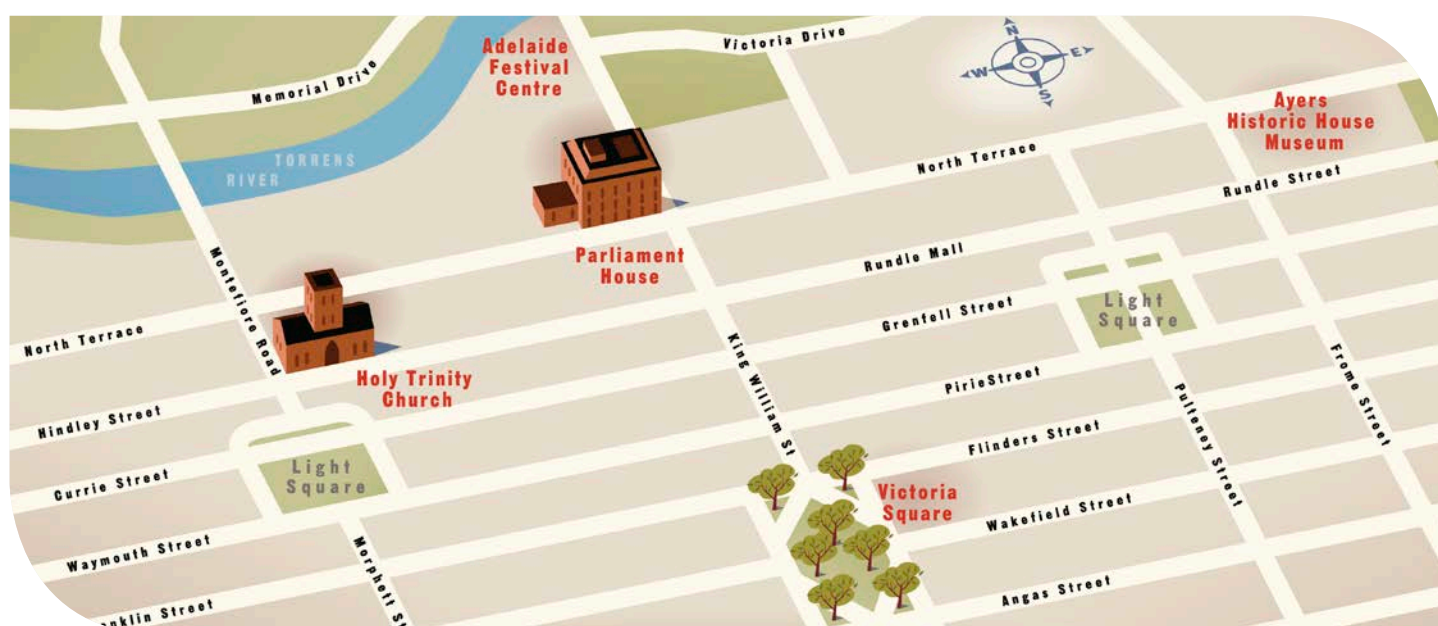 Adelaide
Festival
Centre
Victoria Drive
N
E
W
S
Memorial Drive
Ayers
Historic House
Museum
TORRENS
RIVER
North Terrace
Rundle Street
Montefiore Road
Parliament
House
Rundle Mall
Light
Square
North Terrace
Grenfell Street
Holy Trinity
Church
King William St
PirieStreet
Frome Street
Hindley Street
Pulteney Street
Flinders Street
Light
Square
Currie Street
Victoria
Square
Wakefield Street
Waymouth Street
Morphett St
Angas Street
nklin Street